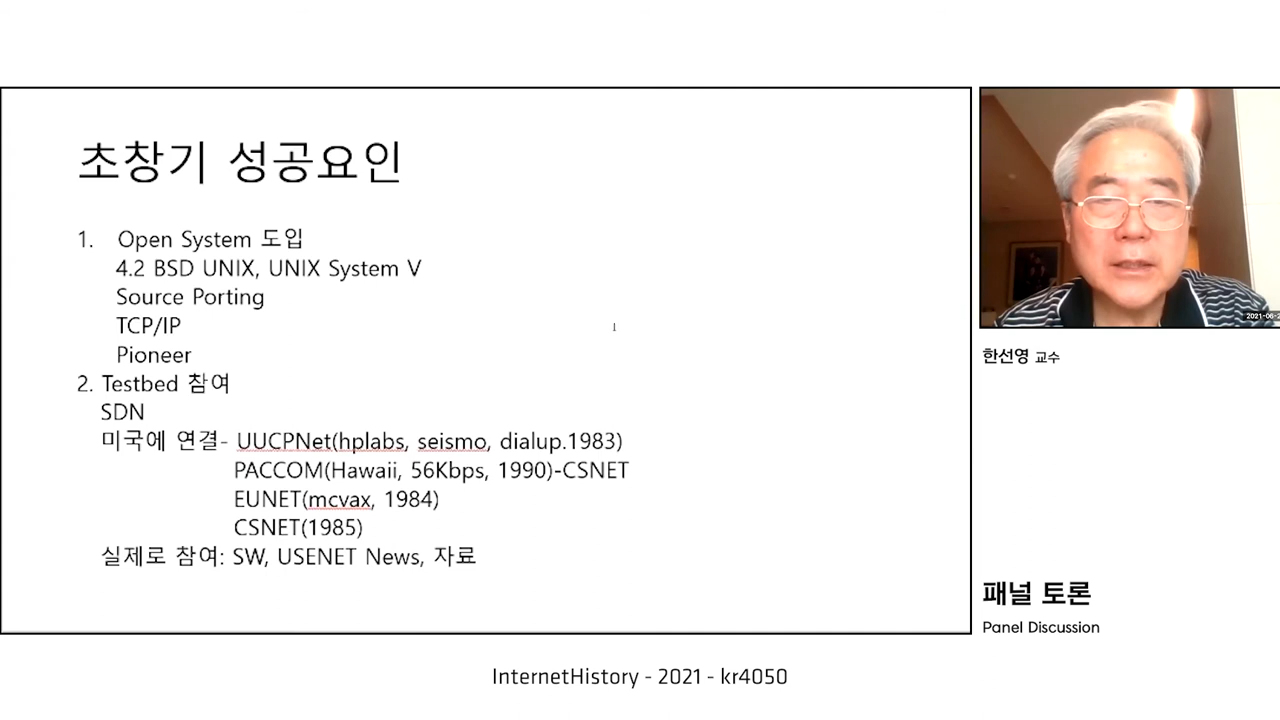 초창기 성공요인
1. Open System 도입
4.2 BSD UNIX, UNIX System V
Source Porting
TCP/IP
Pioneer
2. Testbed 참여
SDN
미국에 연결- UUCPNet(hplabs, seismo, dialup.1983)
PACCOM(Hawaii, 56Kbps, 1990)-CSNET
EUNET(mcvax, 1984)
CSNET(1985)
실제로 참여: SW, USENET News, 자료
한선영 교수
패널 토론
Panel Discussion
InternetHistory - 2021 - kr4050